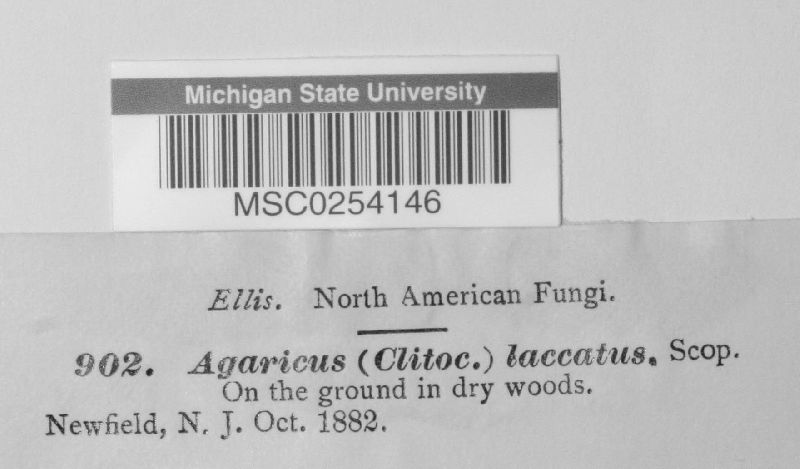 Michigan State University
MSC0254146
Ellis. North American Fungi.
902. Agaricus (Clitoc.) laccatus, Scop.
On the ground in dry woods.
Newfield, N. J. Oct. 1882.